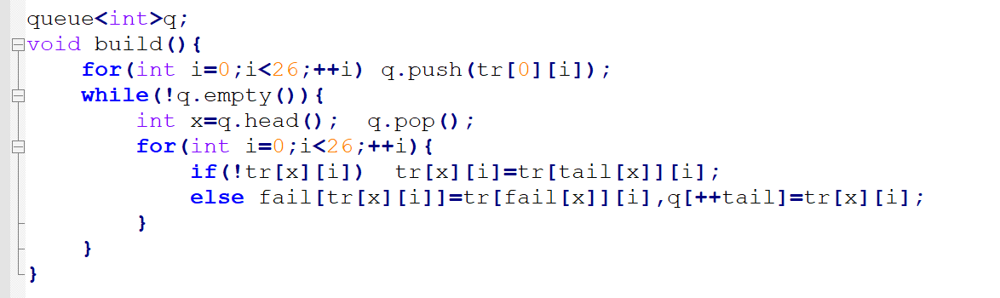 queue<int>q;
void build(){
for(int i=0;i<26;++i) q.push(tr[0][i]);
while(!q.empty()){
int x=q.head();  q.pop();
for(int i=0;i<26;++i){
if(!tr[x][i])  tr[x][i]=tr[tail[x]][i];
else fail[tr[x][i]]=tr[fail[x]][i],q[++tail]=tr[x][i];
}
}
}